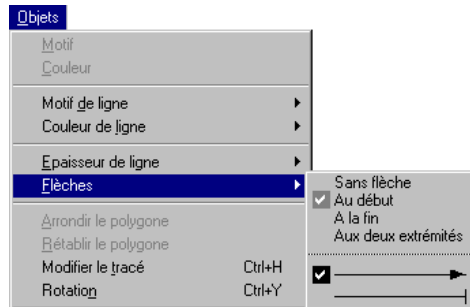 Objets
Motif
Couleur
Motif de ligne
Couleur de ligne
Epaisseur de ligne
Flèches
Sans flèche
Au début
A la fin
Aux deux extrémités
Arrondir le polygone
Rétablir le polygone
Modifier le tracé Ctrl+H
Rotation Ctrl+Y